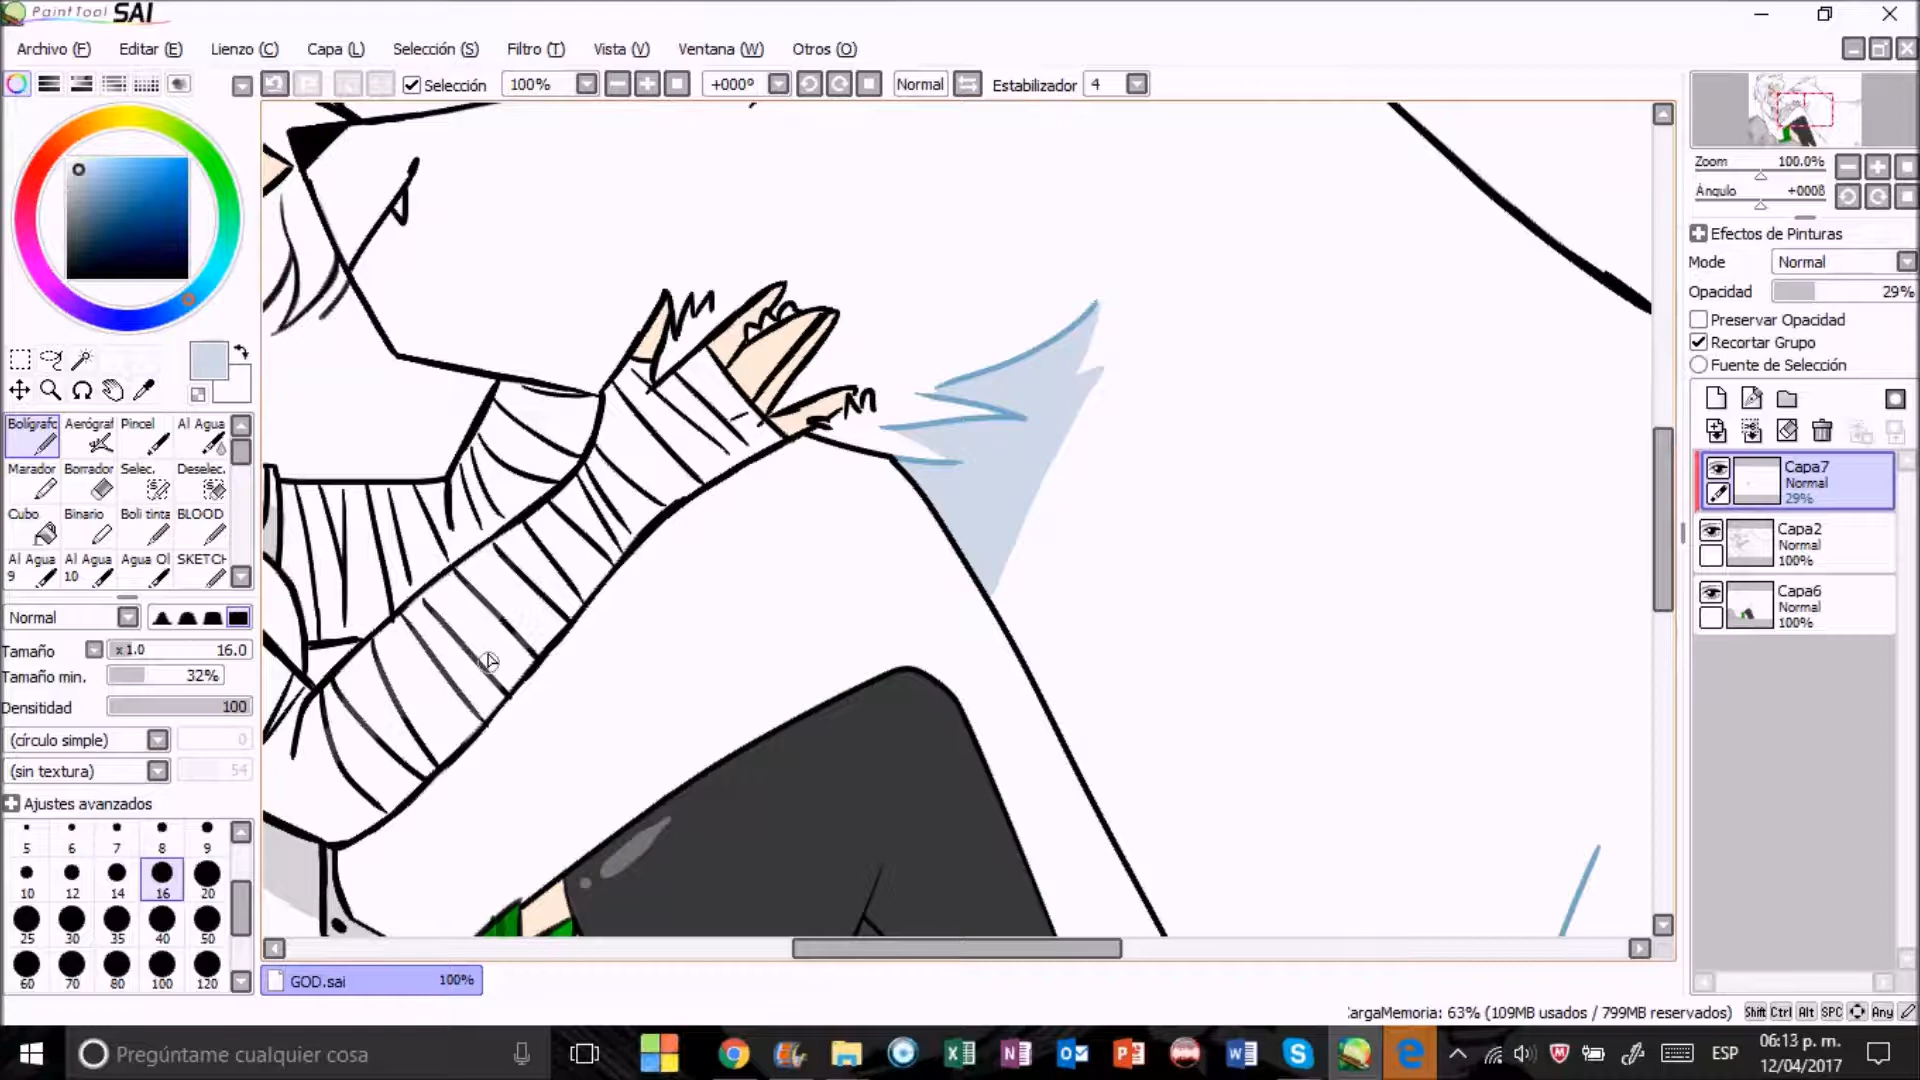 PaintTool SAI
Archivo (F) Editar (E) Lienzo (C) Capa (L) Selección (S) Filtro (T) Vista (V) Ventana (W) Otros (O)
Selección 100% +000º Normal Estabilizador 4
Zoom 100.0%
Ángulo +0008
Efectos de Pinturas
Mode Normal
Opacidad 29%
Preservar Opacidad
Recortar Grupo
Fuente de Selección
Capa7
Normal
29%
Capa2
Normal
100%
Capa6
Normal
100%
Bolígrafo Aerógraf Pincel Al Agua
Marador Borrador Selec. Deselec.
Cubo Binario Boli tinta BLOOD
Al Agua Al Agua Agua Ol SKETCH
9 10
Normal
Tamaño x 1.0 16.0
Tamaño min. 32%
Densitidad 100
(círculo simple) 0
(sin textura) 54
Ajustes avanzados
5 6 7 8 9
10 12 14 16 20
25 30 35 40 50
60 70 80 100 120
GOD.sai 100%
CargaMemoria: 63% (109MB usados / 799MB reservados) Shift Ctrl Alt SPC Any
Pregúntame cualquier cosa
ESP
06:13 p. m.
12/04/2017